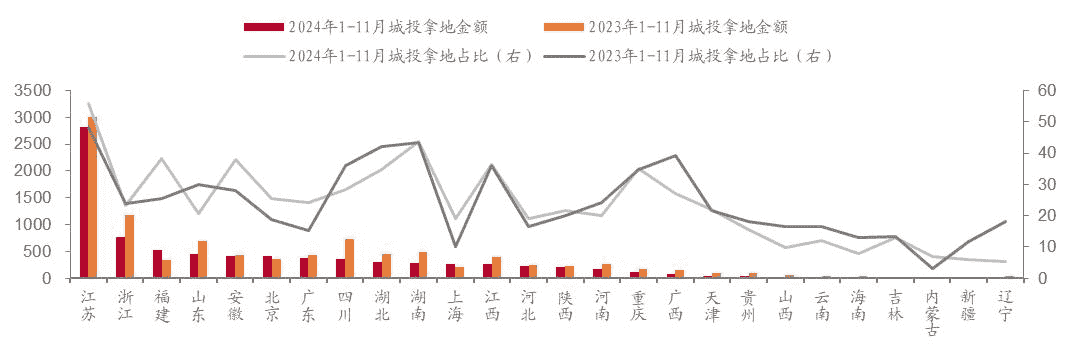 2024年1-11月城投拿地金额 2023年1-11月城投拿地金额
2024年1-11月城投拿地占比（右） 2023年1-11月城投拿地占比（右）
3500 60
3000 50
2500 40
2000 30
1500 20
1000 10
500 0
0
江苏 浙江 福建 山东 安徽 北京 广东 四川 湖北 湖南 上海 江西 河北 陕西 河南 重庆 广西 天津 贵州 山西 云南 海南 吉林 内蒙古 新疆 辽宁